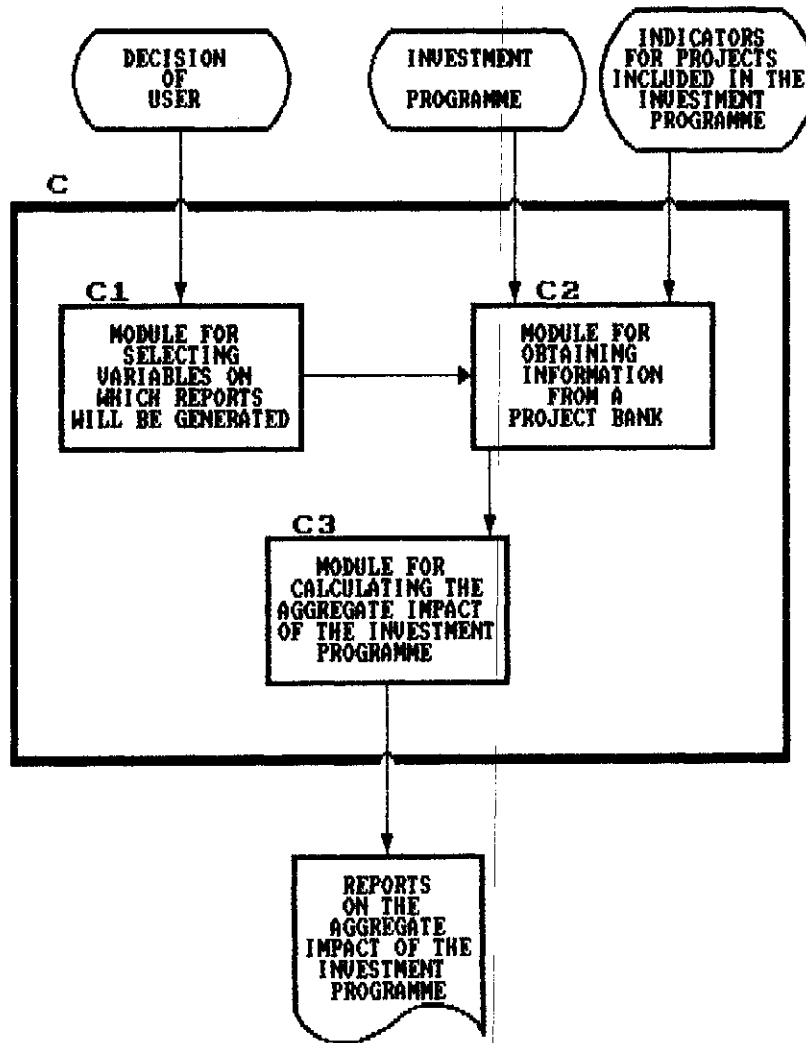 DECISION
OF
USER
INVESTMENT
PROGRAMME
INDICATORS
FOR PROJECTS
INCLUDED IN THE
INVESTMENT
PROGRAMME
C
C1
MODULE FOR
SELECTING
VARIABLES ON
WHICH REPORTS
WILL BE GENERATED
C2
MODULE FOR
OBTAINING
INFORMATION
FROM A
PROJECT BANK
C3
MODULE FOR
CALCULATING THE
AGGREGATE IMPACT
OF THE INVESTMENT
PROGRAMME
REPORTS
ON THE
AGGREGATE
IMPACT OF THE
INVESTMENT
PROGRAMME